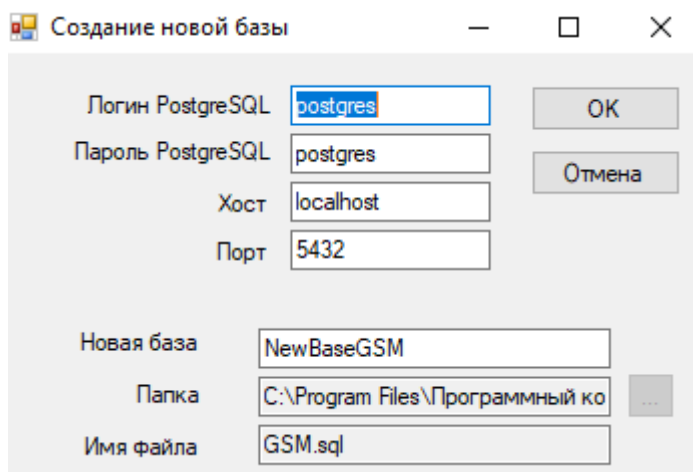 Создание новой базы
Логин PostgreSQL postgres OK
Пароль PostgreSQL postgres
Отмена
Хост localhost
Порт 5432
Новая база NewBaseGSM
Папка C:\Program Files\Программный ко ...
Имя файла GSM.sql